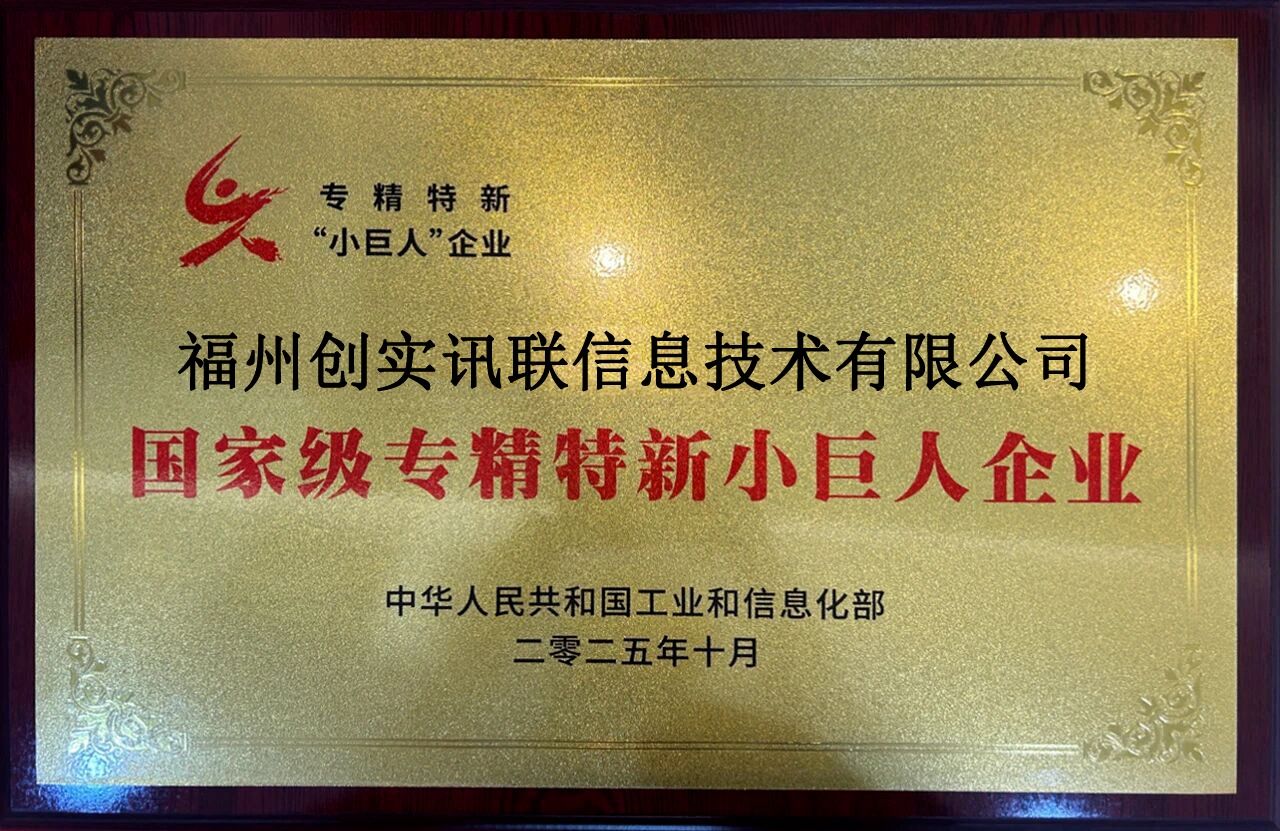 专精特新
“小巨人”企业
福州创实讯联信息技术有限公司
国家级专精特新小巨人企业
中华人民共和国工业和信息化部
二零二五年十月